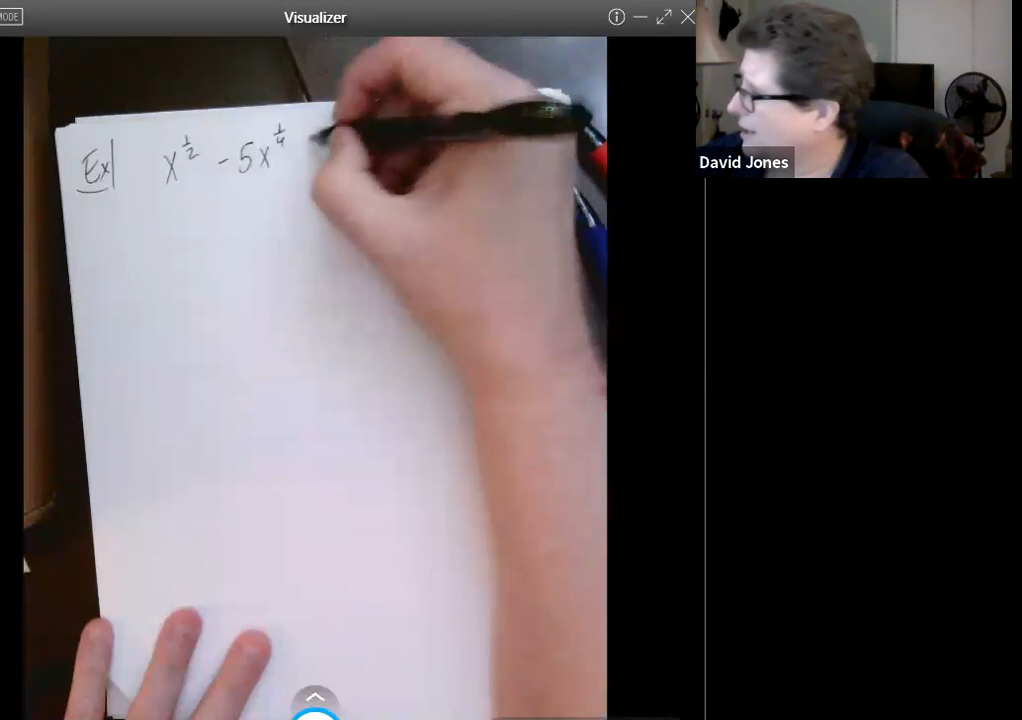 MODE
Visualizer
David Jones
Ex| x^{1/2} - 5x^{1/4}